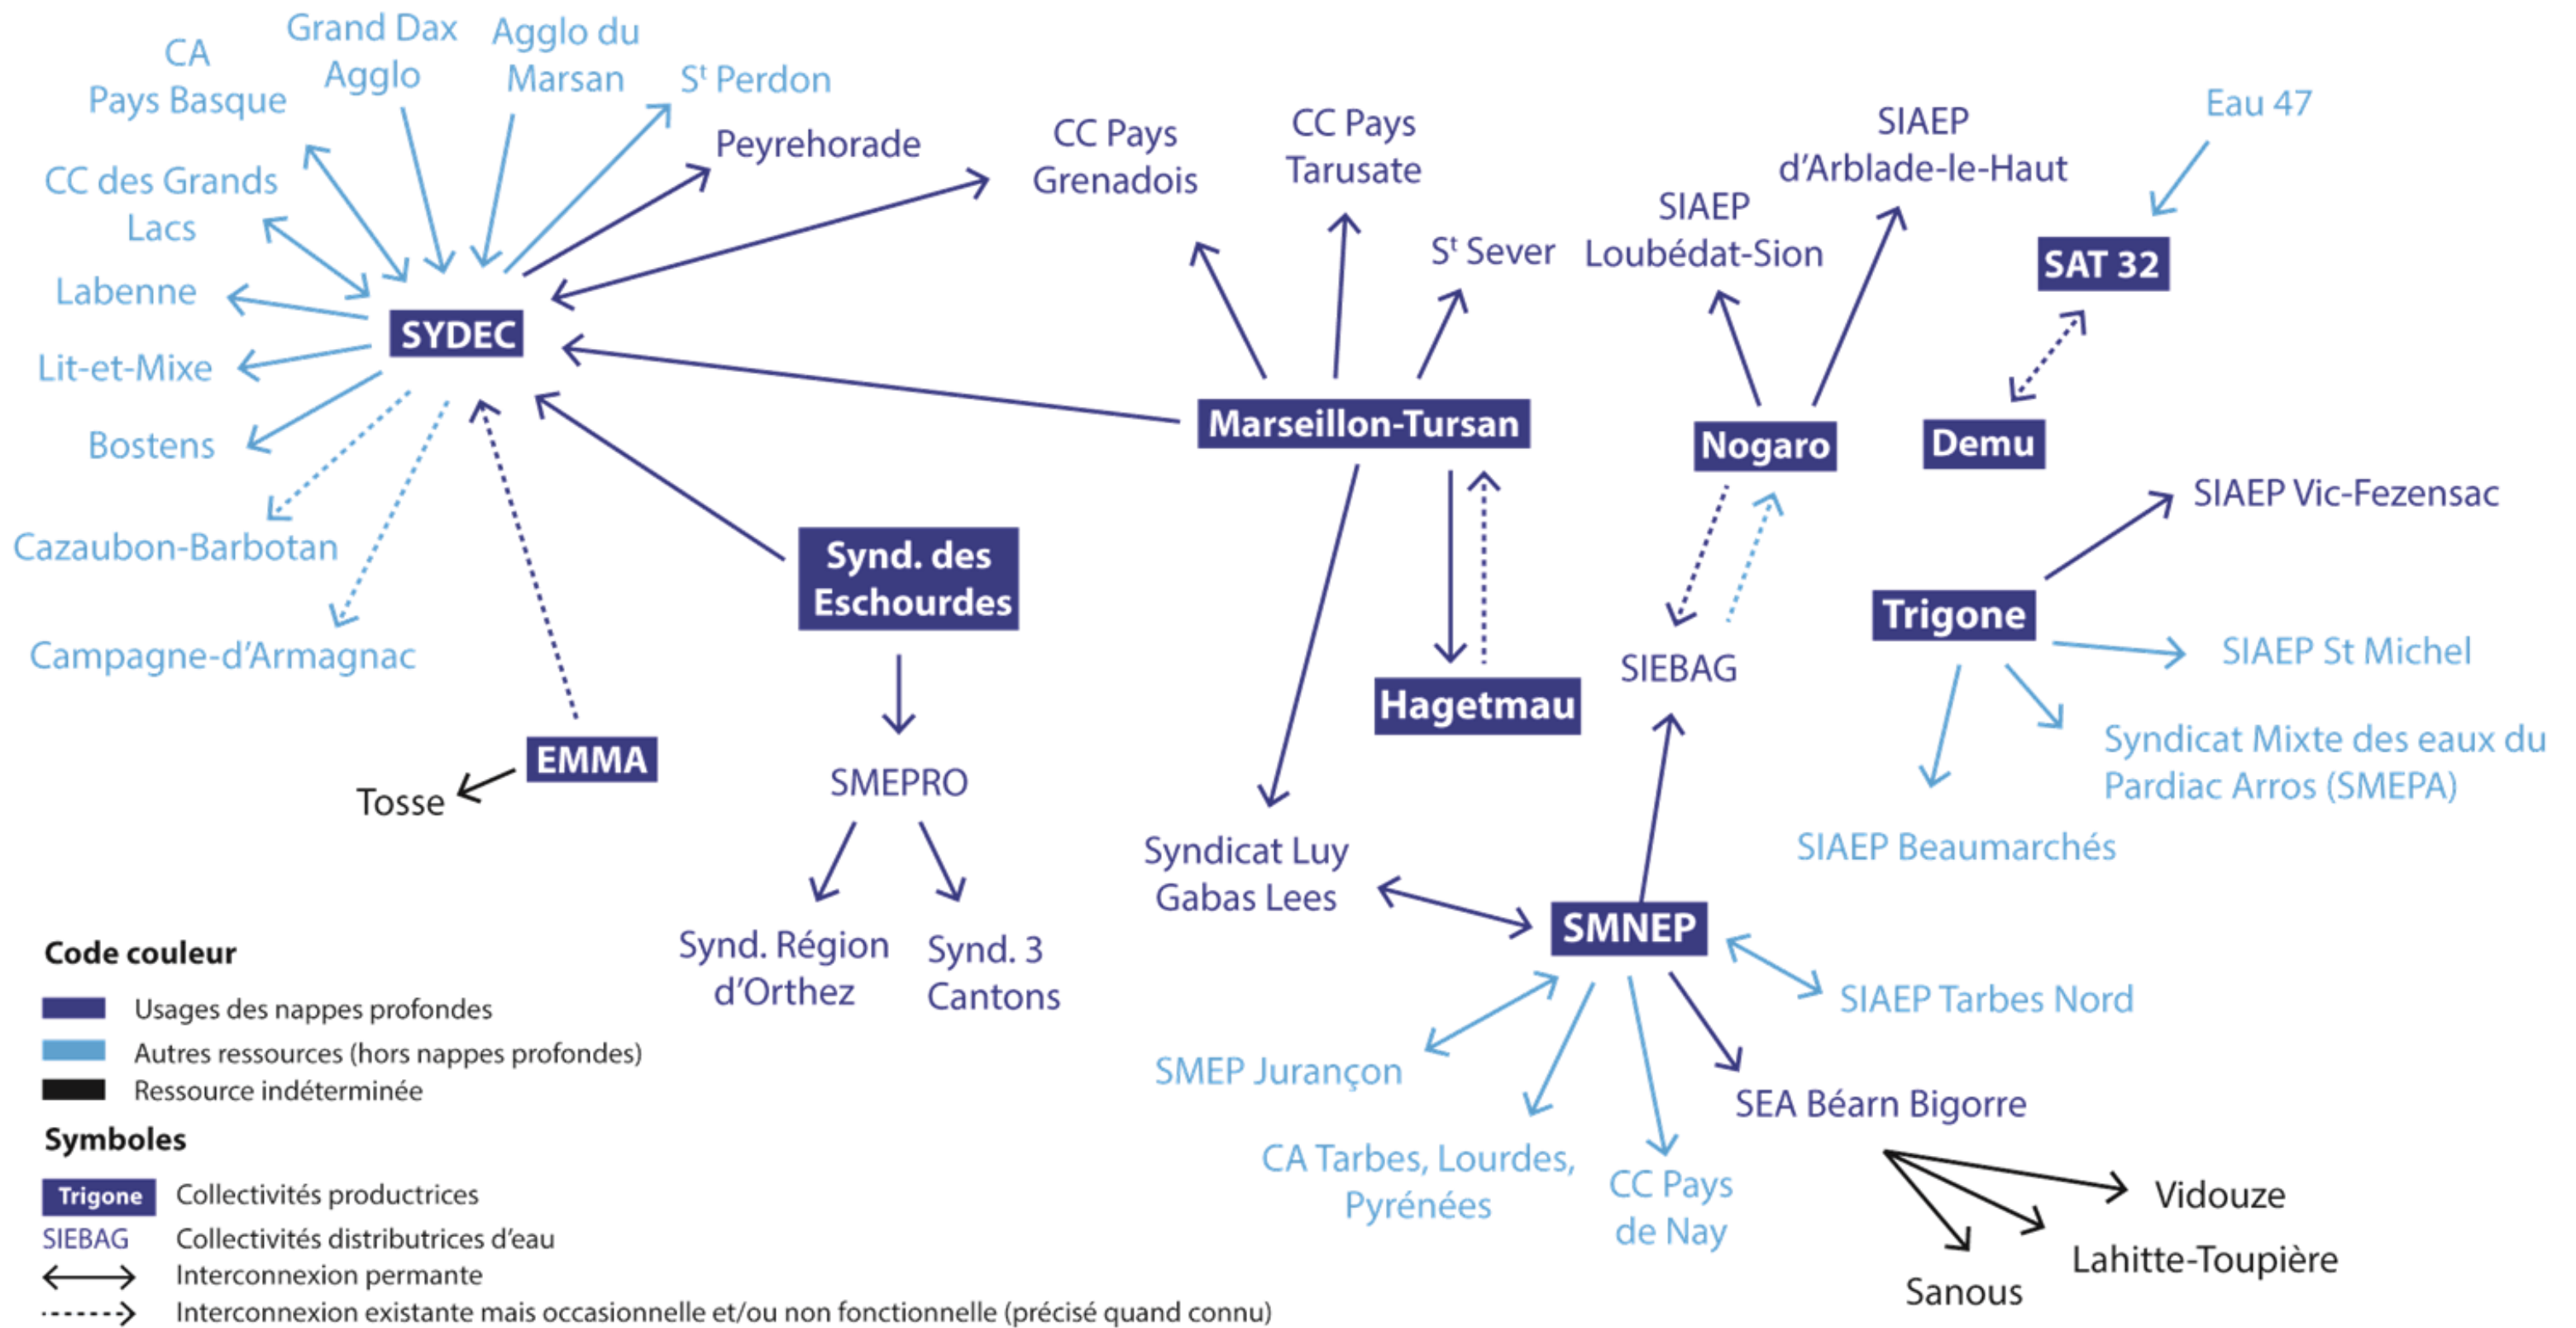 CA
Pays Basque
Grand Dax
Agglo
Agglo du
Marsan
St Perdon
Peyrehorade
CC des Grands
Lacs
Labenne
SYDEC
Lit-et-Mixe
Bostens
Cazaubon-Barbotan
Campagne-d'Armagnac
EMMA
Tosse
Synd. des
Eschourdes
SMEPRO
Synd. Région
d'Orthez
Synd. 3
Cantons
CC Pays
Grenadois
CC Pays
Tarusate
St Sever
Marseillon-Tursan
Hagetmau
Syndicat Luy
Gabas Lees
SIAEP
Loubédat-Sion
SIAEP
d'Arblade-le-Haut
Nogaro
SIEBAG
Eau 47
SAT 32
Demu
SIAEP Vic-Fezensac
Trigone
SIAEP St Michel
Syndicat Mixte des eaux du
Pardiac Arros (SMEPA)
SIAEP Beaumarchés
SMNEP
SIAEP Tarbes Nord
SMEP Jurançon
CA Tarbes, Lourdes,
Pyrénées
CC Pays
de Nay
SEA Béarn Bigorre
Vidouze
Lahitte-Toupière
Sanous
Code couleur
Usages des nappes profondes
Autres ressources (hors nappes profondes)
Ressource indéterminée
Symboles
Trigone Collectivités productrices
SIEBAG Collectivités distributrices d'eau
Interconnexion permante
Interconnexion existante mais occasionnelle et/ou non fonctionnelle (précisé quand connu)